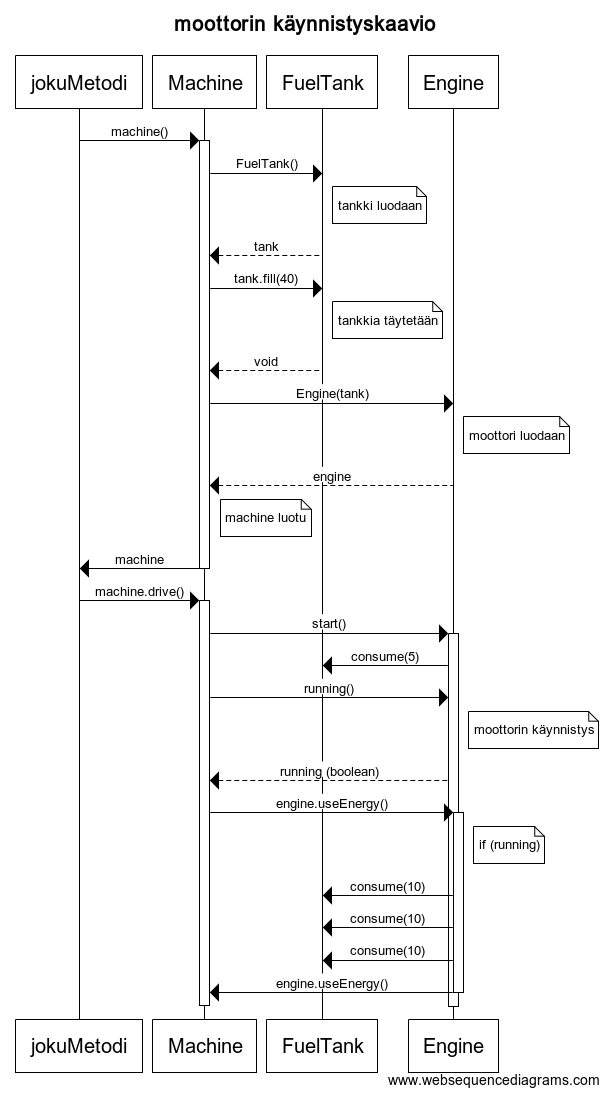 moottorin käynnistyskaavio
jokuMetodi
Machine
FuelTank
Engine
machine()
FuelTank()
tankki luodaan
tank
tank.fill(40)
tankkia täytetään
void
Engine(tank)
moottori luodaan
engine
machine luotu
machine
machine.drive()
start()
consume(5)
running()
moottorin käynnistys
running (boolean)
engine.useEnergy()
if (running)
consume(10)
consume(10)
consume(10)
engine.useEnergy()
jokuMetodi
Machine
FuelTank
Engine
www.websequencediagrams.com